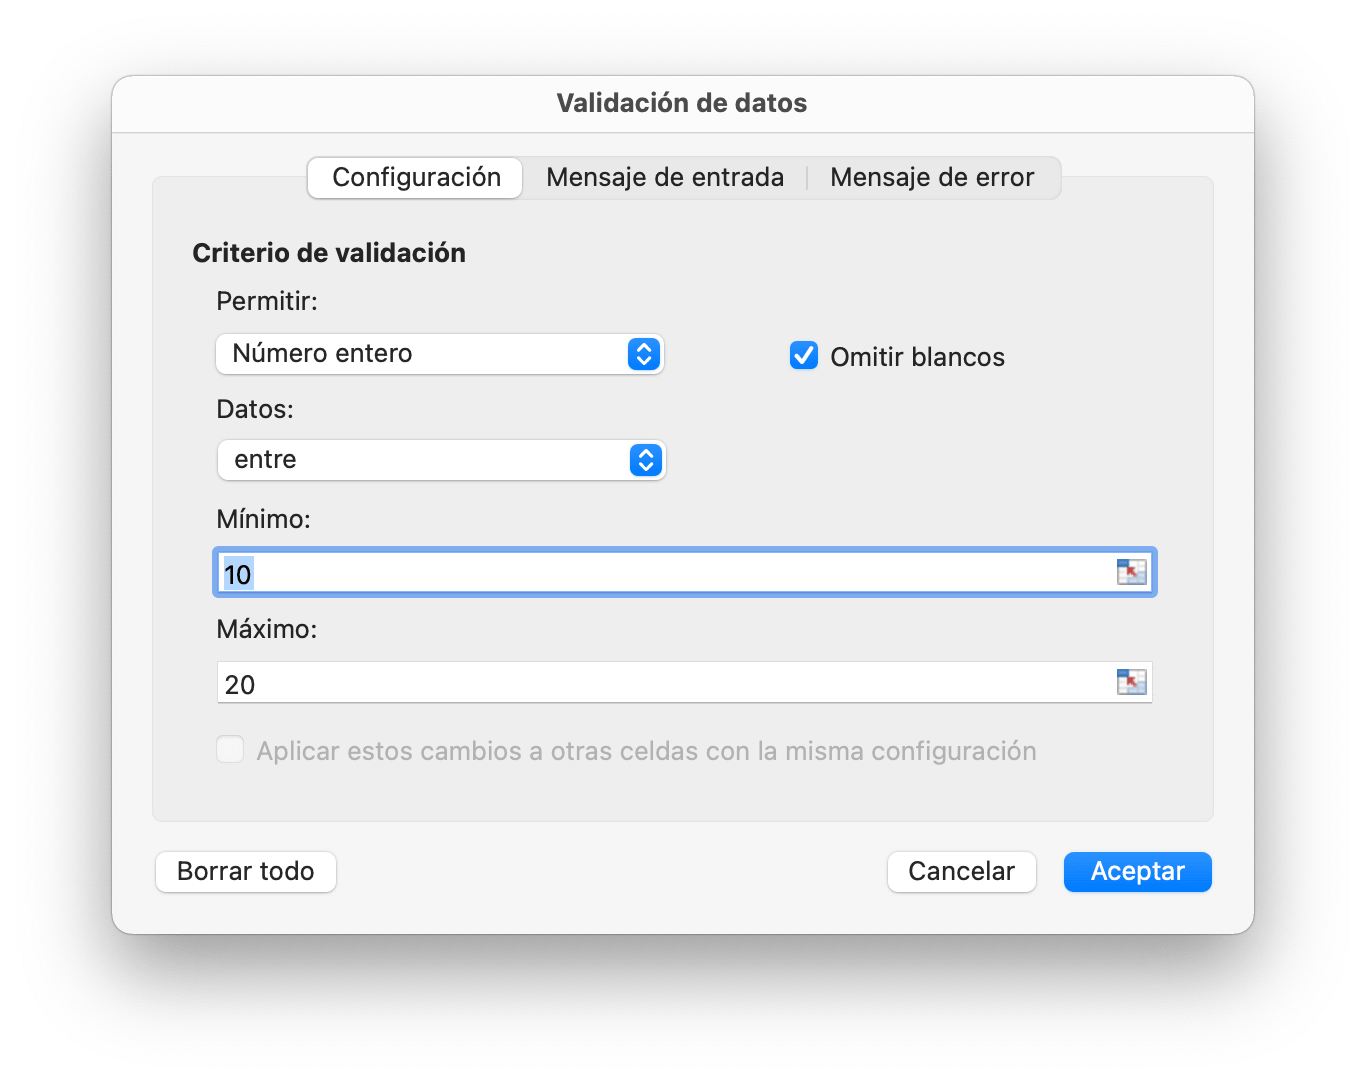 Validación de datos
Configuración
Mensaje de entrada
Mensaje de error
Criterio de validación
Permitir:
Número entero
Omitir blancos
Datos:
entre
Mínimo:
10
Máximo:
20
Aplicar estos cambios a otras celdas con la misma configuración
Borrar todo
Cancelar
Aceptar